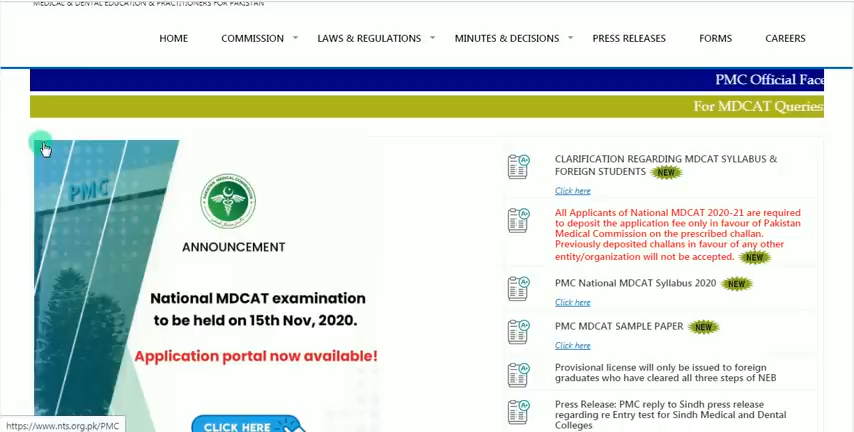 MEDICAL & DENTAL EDUCATION & PRACTITIONERS FOR PAKISTAN
HOME COMMISSION LAWS & REGULATIONS MINUTES & DECISIONS PRESS RELEASES FORMS CAREERS
PMC Official Face
For MDCAT Queries
PMC
ANNOUNCEMENT
National MDCAT examination
to be held on 15th Nov, 2020.
Application portal now available!
CLICK HERE
CLARIFICATION REGARDING MDCAT SYLLABUS &
FOREIGN STUDENTS NEW
Click here
All Applicants of National MDCAT 2020-21 are required
to deposit the application fee only in favour of Pakistan
Medical Commission on the prescribed challan.
Previously deposited challans in favour of any other
entity/organization will not be accepted. NEW
PMC National MDCAT Syllabus 2020 NEW
Click here
PMC MDCAT SAMPLE PAPER NEW
Click here
Provisional license will only be issued to foreign
graduates who have cleared all three steps of NEB
Press Release: PMC reply to Sindh press release
regarding re Entry test for Sindh Medical and Dental
Colleges
https://www.nts.org.pk/PMC